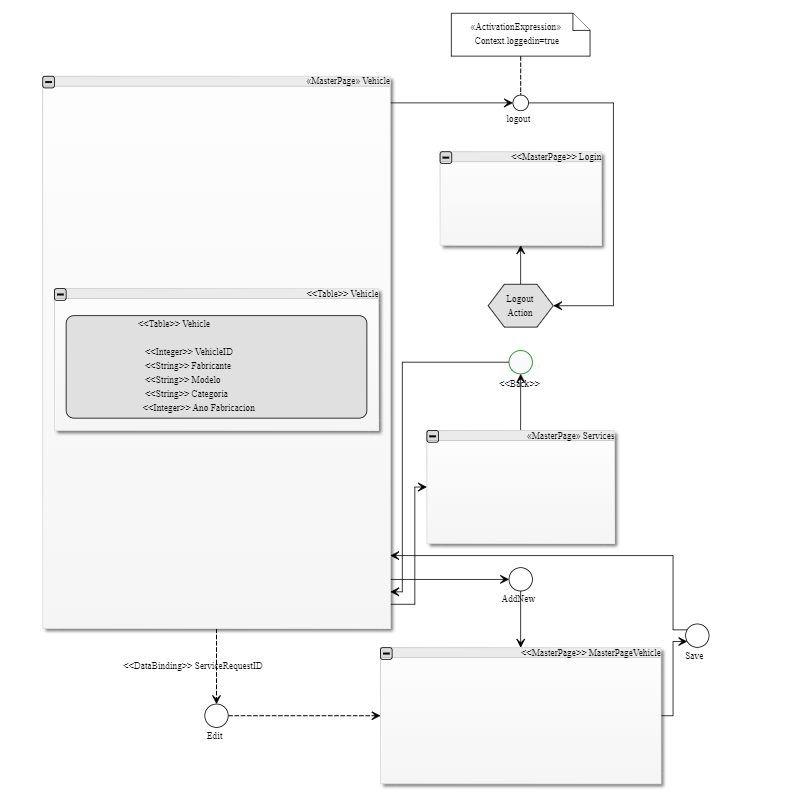 «ActivationExpression»
Context.loggedin=true
«MasterPage» Vehicle
logout
<<MasterPage>> Login
<<Table>> Vehicle
Logout
Action
<<Table>> Vehicle
<<Integer>> VehicleID
<<String>> Fabricante
<<String>> Modelo
<<String>> Categoria
<<Integer>> Ano Fabricacion
<<Back>>
«MasterPage» Services
AddNew
<<MasterPage>> MasterPageVehicle
Save
<<DataBinding>> ServiceRequestID
Edit